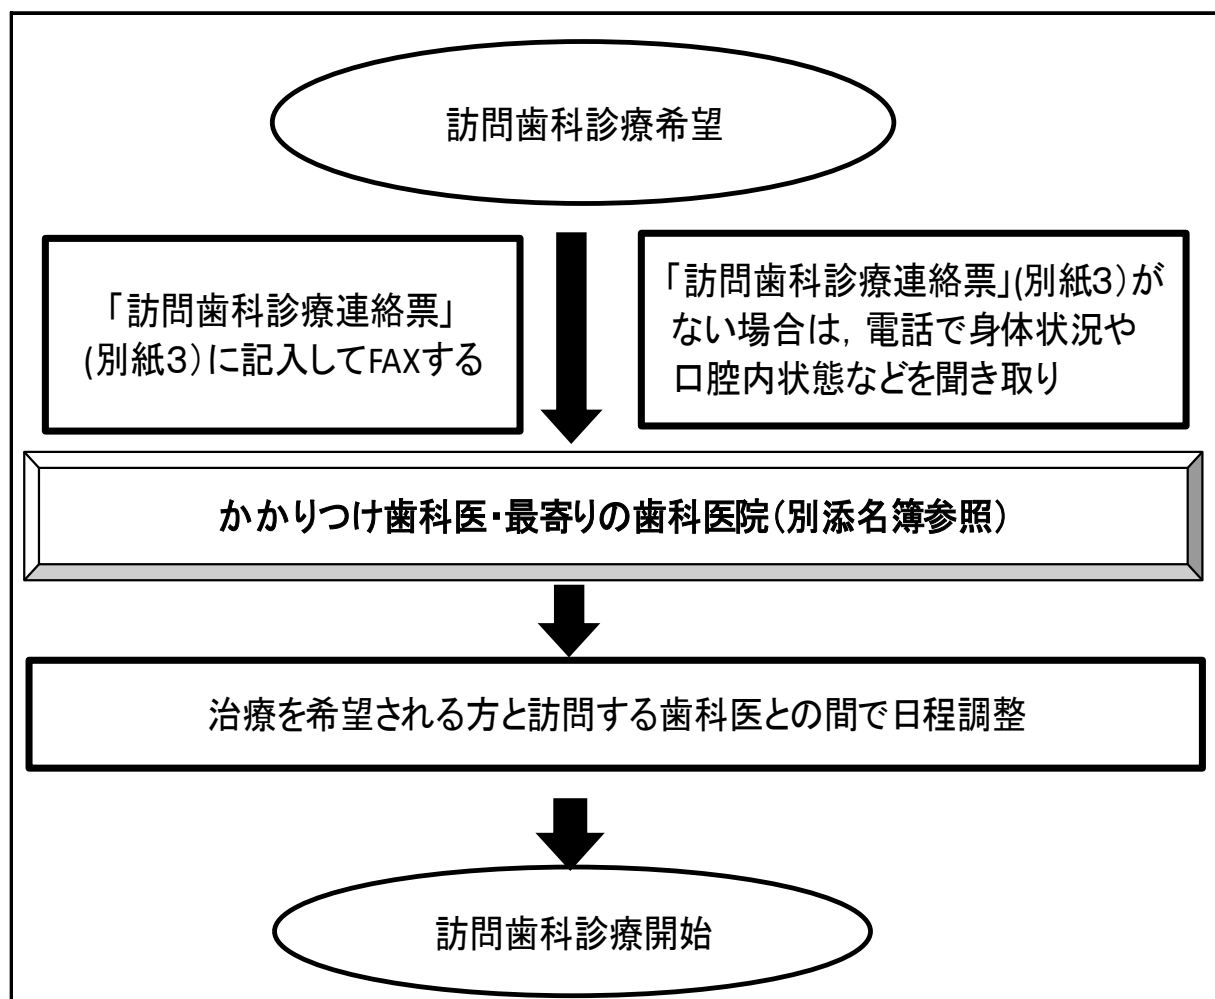 訪問歯科診療希望
「訪問歯科診療連絡票」
(別紙3)に記入してFAXする
「訪問歯科診療連絡票」(別紙3)が
ない場合は，電話で身体状況や
口腔内状態などを聞き取り
かかりつけ歯科医・最寄りの歯科医院(別添名簿参照)
治療を希望される方と訪問する歯科医との間で日程調整
訪問歯科診療開始